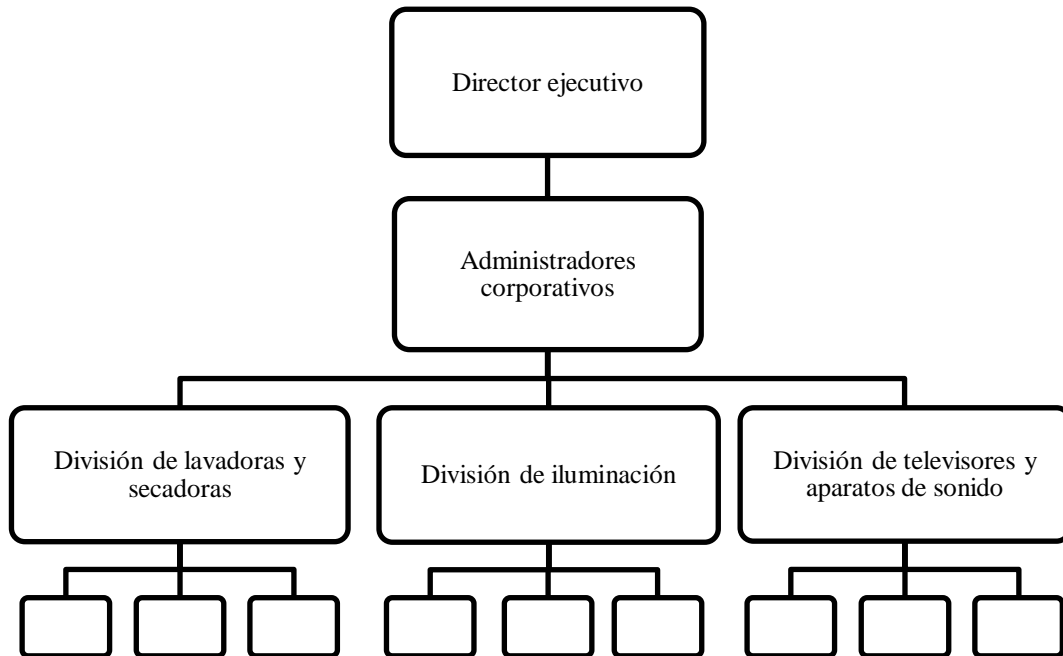 Director ejecutivo
Administradores
corporativos
División de lavadoras y
secadoras
División de iluminación
División de televisores y
aparatos de sonido